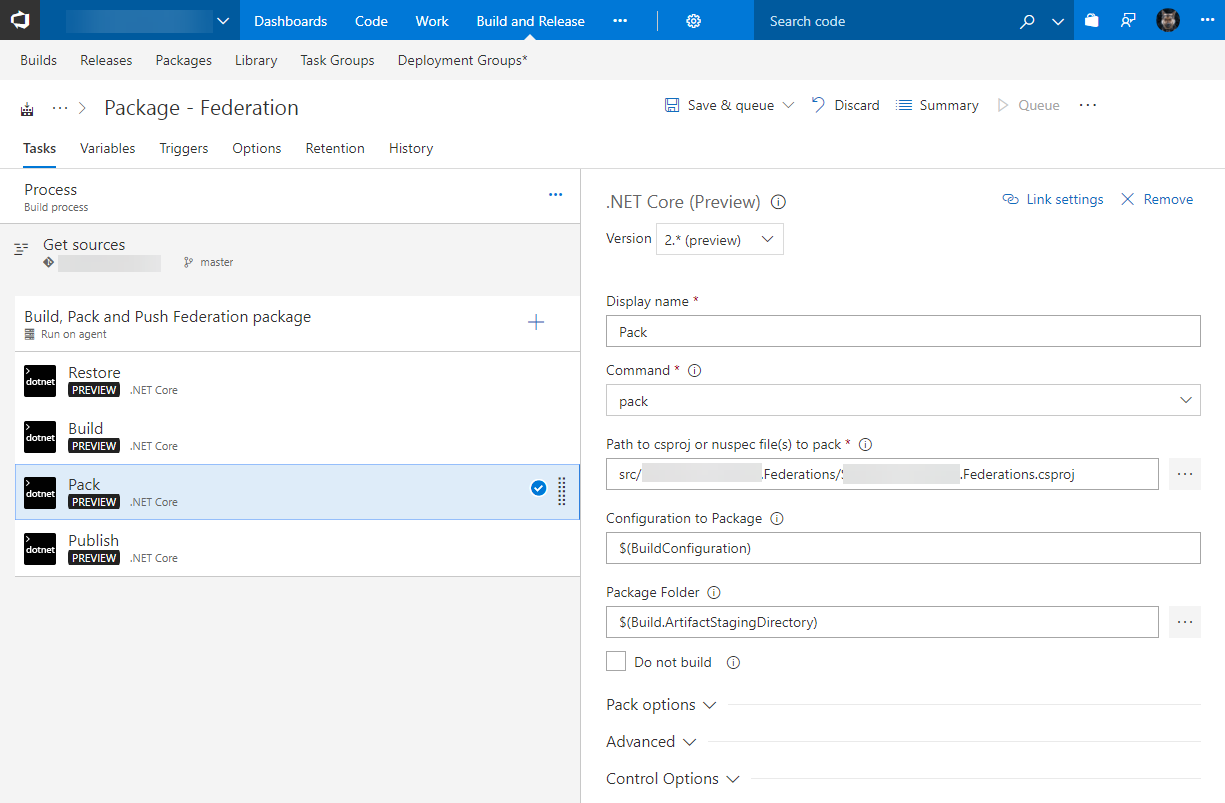 Dashboards Code Work Build and Release ... Search code ...
Builds Releases Packages Library Task Groups Deployment Groups*
... > Package - Federation
Save & queue Discard Summary Queue ...
Tasks Variables Triggers Options Retention History
Process
Build process
...
Get sources
master
Build, Pack and Push Federation package
Run on agent
dotnet
Restore
PREVIEW .NET Core
dotnet
Build
PREVIEW .NET Core
dotnet
Pack
PREVIEW .NET Core
dotnet
Publish
PREVIEW .NET Core
.NET Core (Preview)
Link settings Remove
Version 2.* (preview)
Display name *
Pack
Command *
pack
Path to csproj or nuspec file(s) to pack *
src/ .Federations/ .Federations.csproj ...
Configuration to Package
$(BuildConfiguration)
Package Folder
$(Build.ArtifactStagingDirectory) ...
Do not build
Pack options
Advanced
Control Options